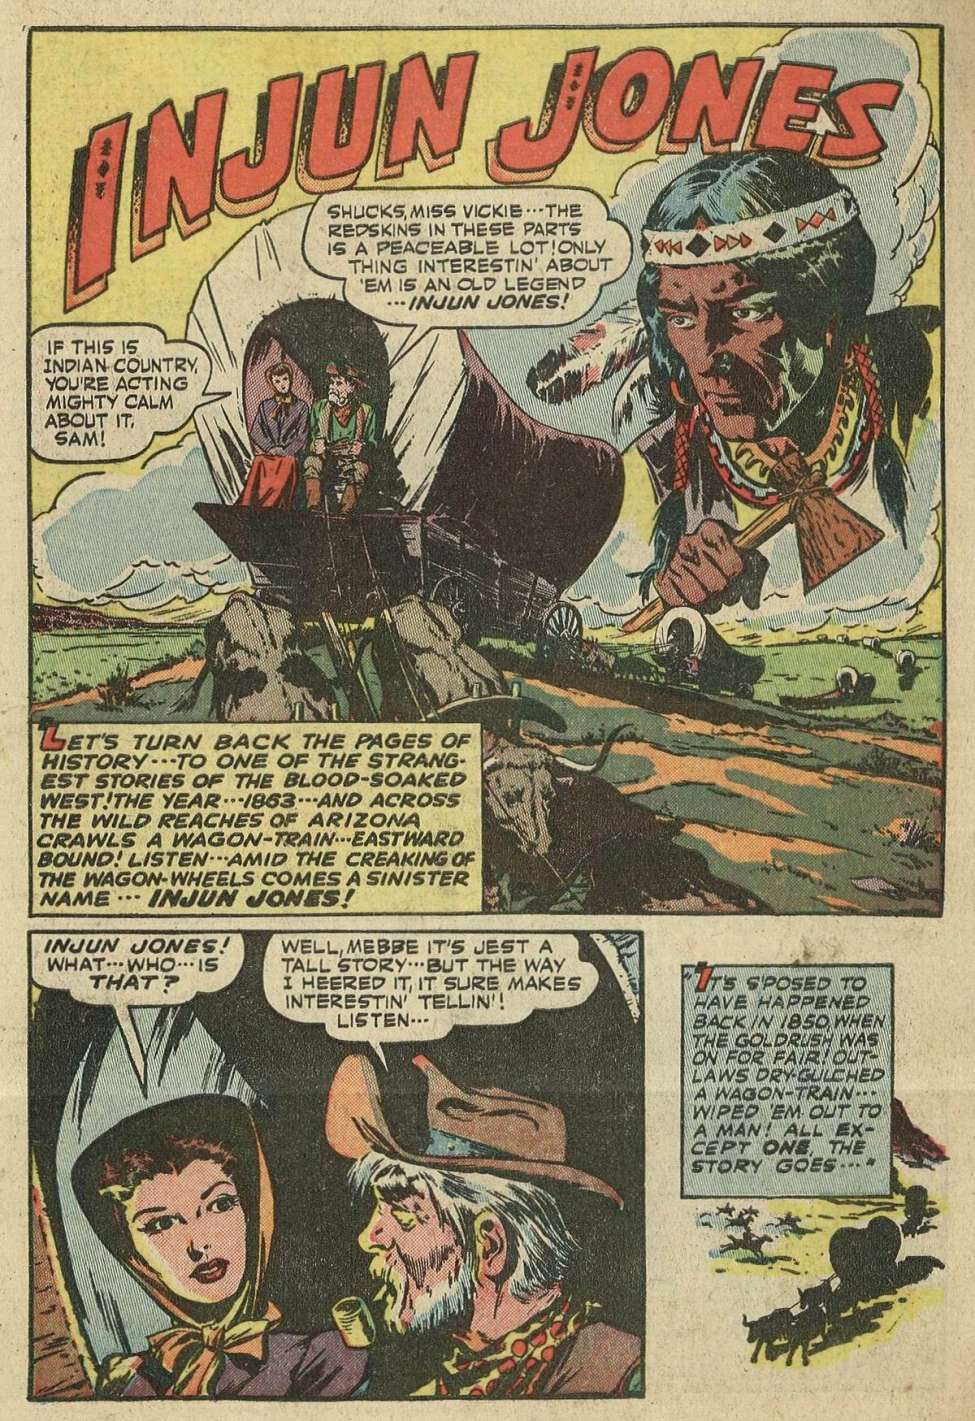 INJUN JONES
SHUCKS, MISS VICKIE---THE
REDSKINS IN THESE PARTS
IS A PEACEABLE LOT! ONLY
THING INTERESTIN' ABOUT
'EM IS AN OLD LEGEND
---INJUN JONES!
IF THIS IS
INDIAN COUNTRY,
YOU'RE ACTING
MIGHTY CALM
ABOUT IT,
SAM!
LET'S TURN BACK THE PAGES OF
HISTORY---TO ONE OF THE STRANG-
EST STORIES OF THE BLOOD-SOAKED
WEST! THE YEAR---1863---AND ACROSS
THE WILD REACHES OF ARIZONA
CRAWLS A WAGON-TRAIN---EASTWARD
BOUND! LISTEN---AMID THE CREAKING OF
THE WAGON-WHEELS COMES A SINISTER
NAME --- INJUN JONES!
INJUN JONES!
WHAT---WHO---IS
THAT?
WELL, MEBBE IT'S JEST A
TALL STORY---BUT THE WAY
I HEERED IT, IT SURE MAKES
INTERESTIN' TELLIN'!
LISTEN---
"IT'S S'POSED TO
HAVE HAPPENED
BACK IN 1850, WHEN
THE GOLDRUSH WAS
ON FOR FAIR! OUT-
LAWS DRY-GULCHED
A WAGON-TRAIN---
WIPED 'EM OUT TO
A MAN! ALL EX-
CEPT ONE, THE
STORY GOES---"